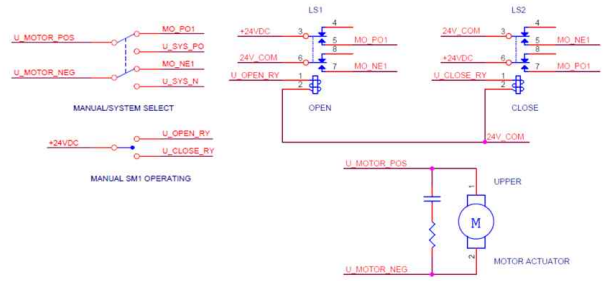 LS1
LS2
U_MOTOR_POS
MO_PO1
U_SYS_PO
U_MOTOR_NEG
MO_NE1
U_SYS_N
MANUAL/SYSTEM SELECT
+24VDC
U_OPEN_RY
U_CLOSE_RY
MANUAL SM1 OPERATING
+24VDC
3
4
5
MO_PO1
24V_COM
6
8
7
MO_NE1
U_OPEN_RY
1
2
OPEN
24V_COM
3
4
5
MO_NE1
+24VDC
6
8
7
MO_PO1
U_CLOSE_RY
1
2
CLOSE
24V_COM
U_MOTOR_POS
1
UPPER
M
2
MOTOR ACTUATOR
U_MOTOR_NEG